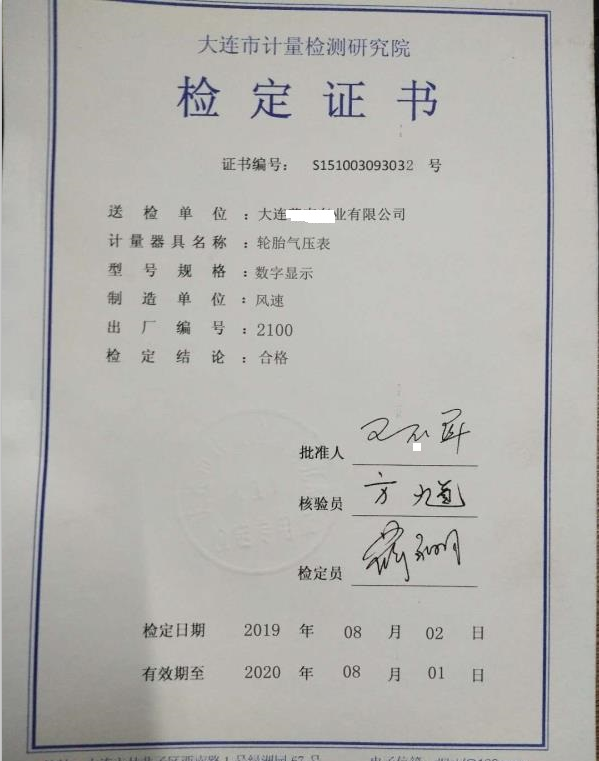 大连市计量检测研究院
检定证书
证书编号： S151003093032 号
送检单位：大连 业有限公司
计量器具名称：轮胎气压表
型号规格：数字显示
制造单位：风速
出厂编号：2100
检定结论：合格
批准人
核验员
检定员
检定日期 2019 年 08 月 02 日
有效期至 2020 年 08 月 01 日